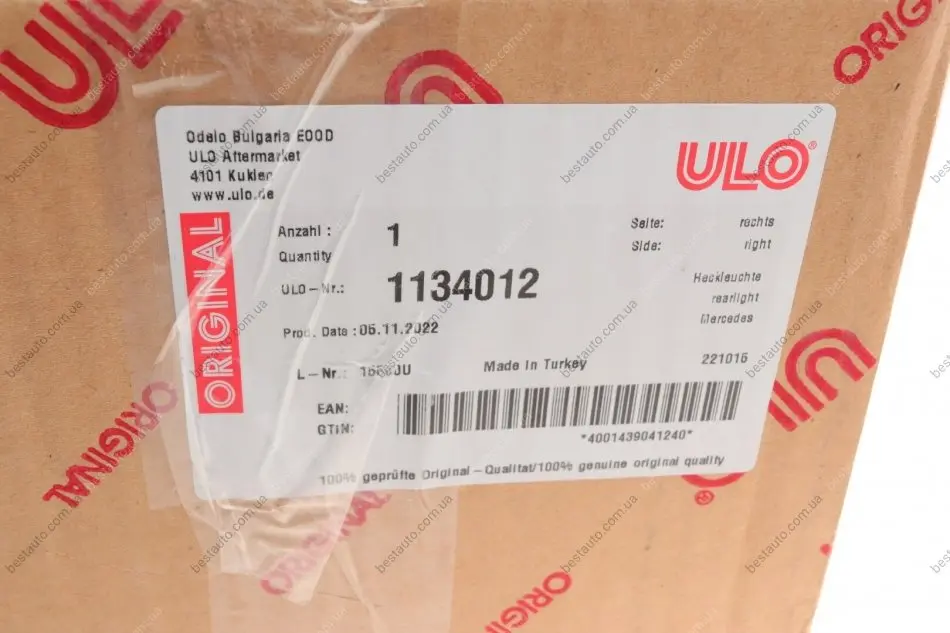 Odelo Bulgaria EOOD
ULO Aftermarket
4101 Kuklen
www.ulo.de
ULO®
ORIGINAL
Anzahl : 1
Quantity
Seite: rechts
Side: right
ULO-Nr.: 1134012
Heckleuchte
rearlight
Mercedes
Prod. Date : 05.11.2022
L-Nr.:
Made in Turkey
221015
EAN:
GTIN:
*4001439041240*
100% geprüfte Original-Qualität/100% genuine original quality
ULO
ORIGINAL
ORIGINAL
ORIGINAL
ORIGINAL
bestauto.com.ua